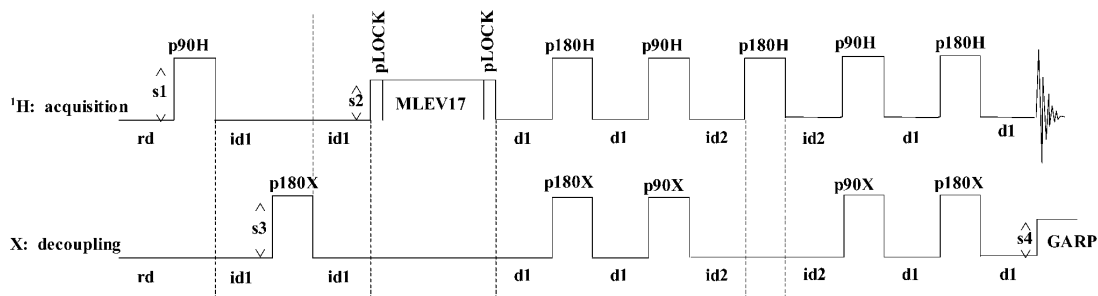 pLOCK pLOCK
p90H p180H p90H p180H p90H p180H
s1 s2 MLEV17
¹H: acquisition
rd id1 id1 d1 d1 id2 id2 d1 d1
p180X p180X p90X p90X p180X
s3 s4 GARP
X: decoupling
rd id1 id1 d1 d1 id2 id2 d1 d1